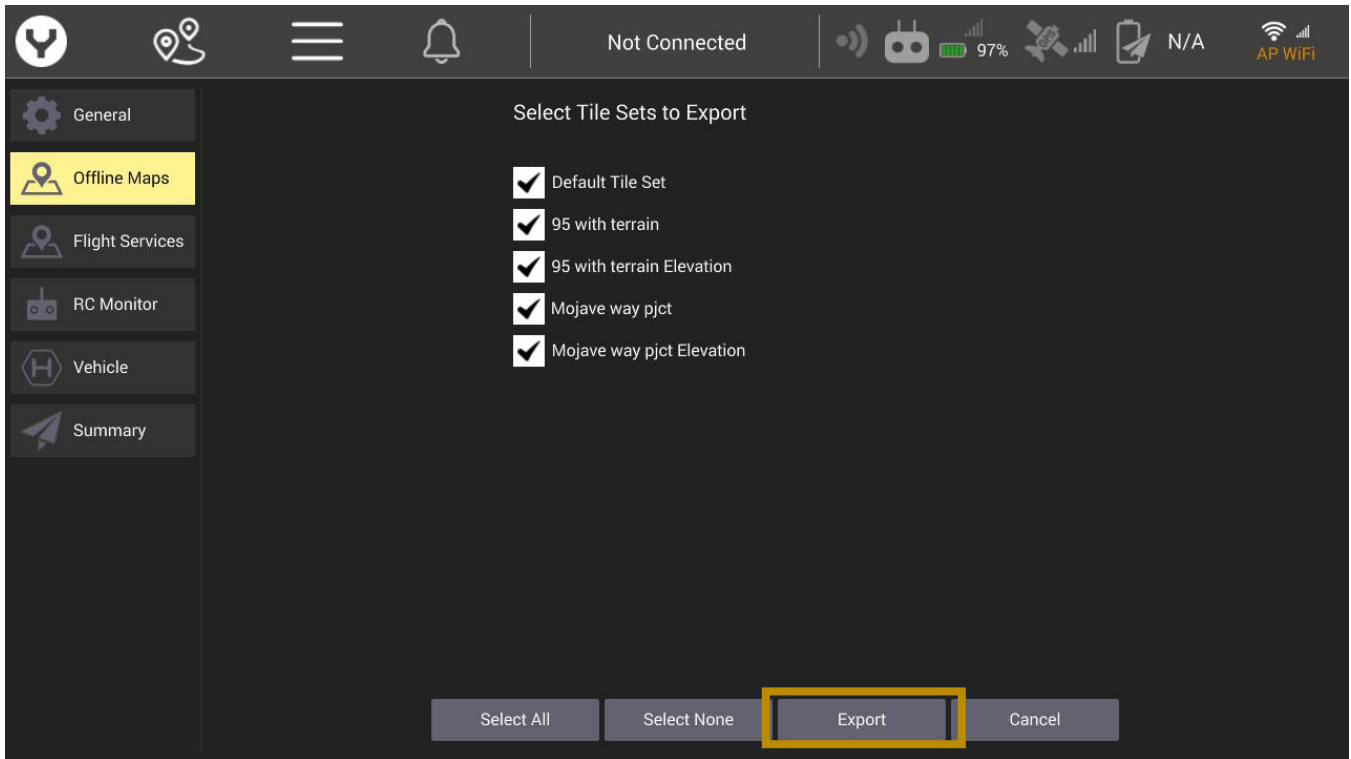 Not Connected
97%
N/A
AP WiFi
General
Offline Maps
Flight Services
RC Monitor
Vehicle
Summary
Select Tile Sets to Export
Default Tile Set
95 with terrain
95 with terrain Elevation
Mojave way pjct
Mojave way pjct Elevation
Select All
Select None
Export
Cancel